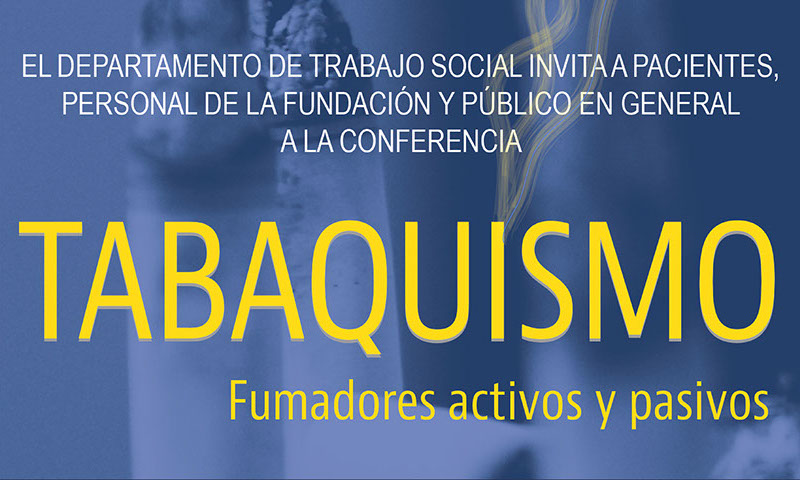 EL DEPARTAMENTO DE TRABAJO SOCIAL INVITA A PACIENTES,
PERSONAL DE LA FUNDACIÓN Y PÚBLICO EN GENERAL
A LA CONFERENCIA
TABAQUISMO
Fumadores activos y pasivos